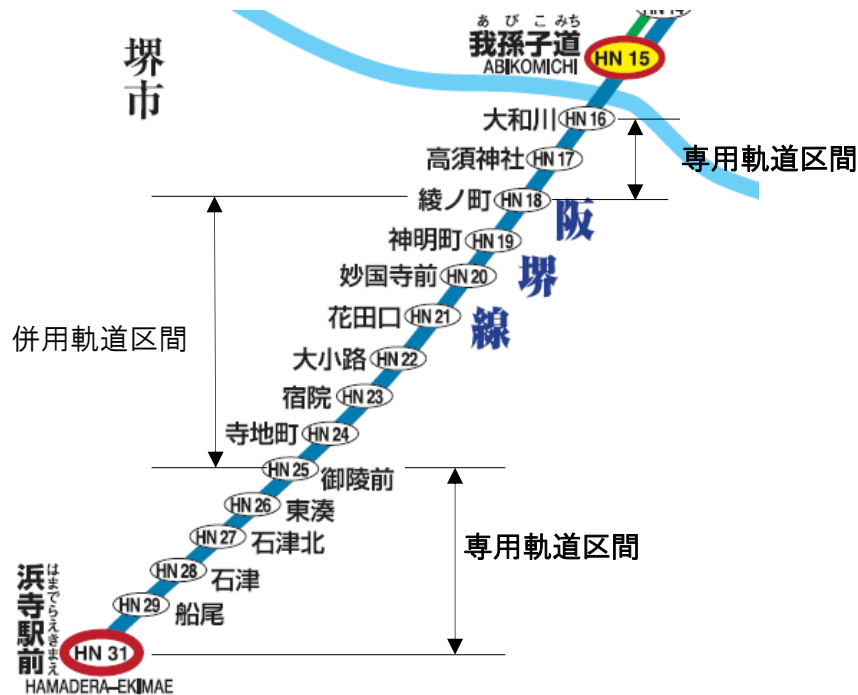 堺市
HN 14
あびこみち
我孫子道
ABIKOMICHI
HN 15
大和川
HN 16
高須神社
HN 17
専用軌道区間
綾ノ町
HN 18
阪堺線
神明町
HN 19
妙国寺前
HN 20
花田口
HN 21
併用軌道区間
大小路
HN 22
宿院
HN 23
寺地町
HN 24
HN 25
御陵前
HN 26
東湊
HN 27
石津北
専用軌道区間
HN 28
石津
HN 29
船尾
はまでらえきまえ
浜寺駅前
HN 31
HAMADERA-EKIMAE